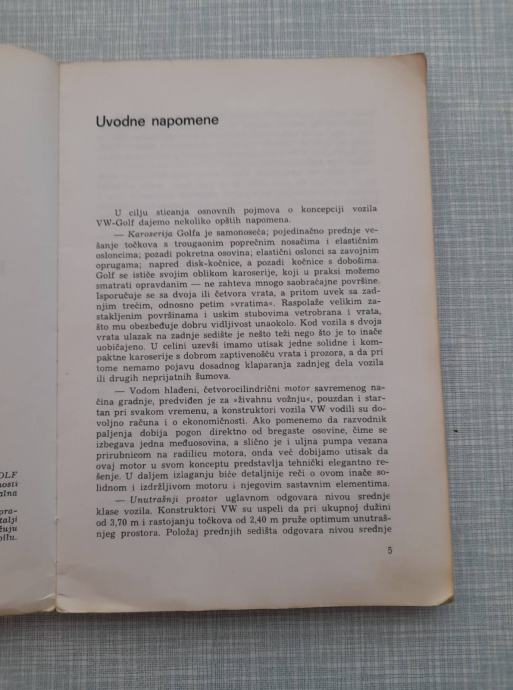 OLF
nosti
alna
pra-
talji
žuju
oilu.
Uvodne napomene
U cilju sticanja osnovnih pojmova o koncepciji vozila
VW-Golf dajemo nekoliko opštih napomena.
— Karoserija Golfa je samonoseća; pojedinačno prednje ve-
šanje točkova s trougaonim poprečnim nosačima i elastičnim
osloncima; pozadi pokretna osovina; elastični oslonci sa zavojnim
oprugama; napred disk-kočnice, a pozadi kočnice s dobošima.
Golf se ističe svojim oblikom karoserije, koji u praksi možemo
smatrati opravdanim — ne zahteva mnogo saobraćajne površine.
Isporučuje se sa dvoja ili četvora vrata, a pritom uvek sa zad-
njim trećim, odnosno petim »vratima«. Raspolaže velikim za-
stakljenim površinama i uskim stubovima vetrobrana i vrata,
što mu obezbeđuje dobru vidljivost unaokolo. Kod vozila s dvoja
vrata ulazak na zadnje sedište je nešto teži nego što je to inače
uobičajeno. U celini uzevši imamo utisak jedne solidne i kom-
paktne karoserije s dobrom zaptivenošću vrata i prozora, a da pri
tome nemamo pojavu dosadnog klaparanja zadnjeg dela vozila
ili drugih neprijatnih šumova.
— Vodom hlađeni, četvorocilindrični motor savremenog na-
čina gradnje, predviđen je za »živahnu vožnju«, pouzdan i star-
tan pri svakom vremenu, a konstruktori vozila VW vodili su do-
voljno računa i o ekonomičnosti. Ako pomenemo da razvodnik
paljenja dobija pogon direktno od bregaste osovine, čime se
izbegava jedna međuosovina, a slično je i uljna pumpa vezana
prirubnicom na radilicu motora, onda već dobijamo utisak da
ovaj motor u svom konceptu predstavlja tehnički elegantno re-
šenje. U daljem izlaganju biće detaljnije reči o ovom inače so-
lidnom i izdržljivom motoru i njegovim sastavnim elementima.
— Unutrašnji prostor uglavnom odgovara nivou srednje
klase vozila. Konstruktori VW su uspeli da pri ukupnoj dužini
od 3,70 m i rastojanju točkova od 2,40 m pruže optimum unutraš-
njeg prostora. Položaj prednjih sedišta odgovara nivou srednje
5